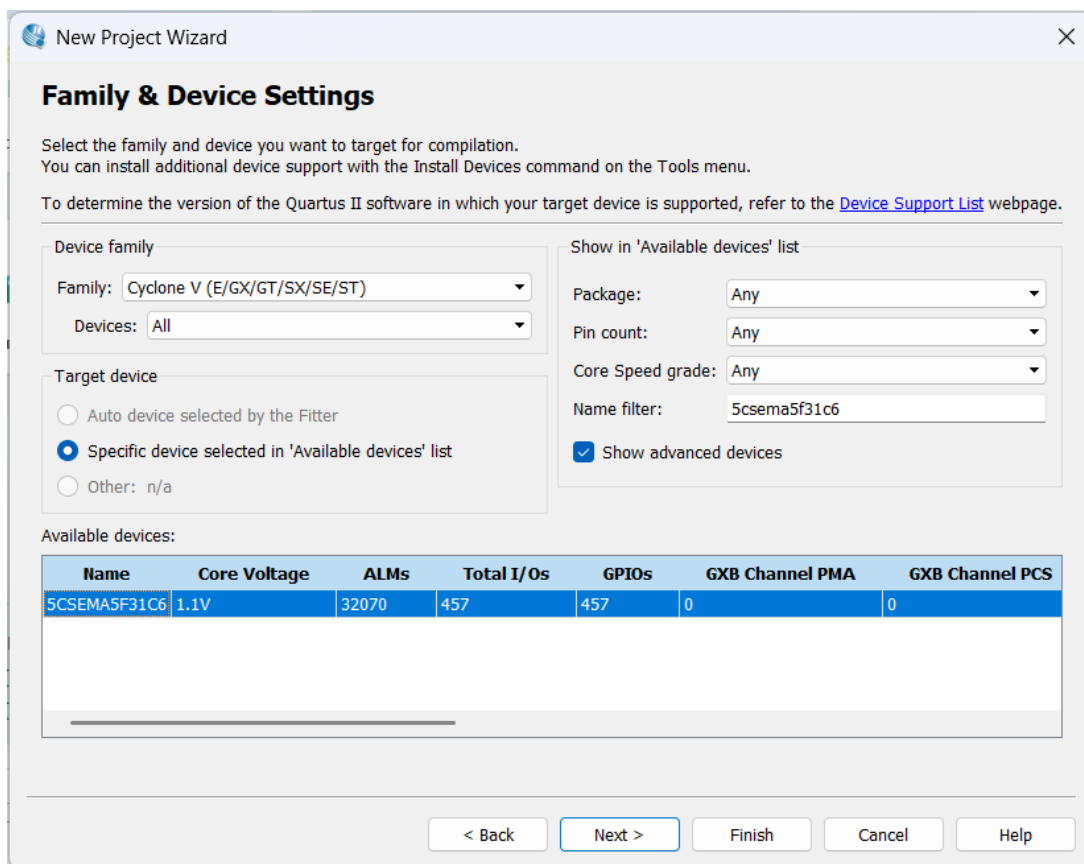 New Project Wizard
Family & Device Settings
Select the family and device you want to target for compilation.
You can install additional device support with the Install Devices command on the Tools menu.
To determine the version of the Quartus II software in which your target device is supported, refer to the Device Support List webpage.
Device family
Family: Cyclone V (E/GX/GT/SX/SE/ST)
Devices: All
Target device
Auto device selected by the Fitter
Specific device selected in 'Available devices' list
Other: n/a
Show in 'Available devices' list
Package: Any
Pin count: Any
Core Speed grade: Any
Name filter: 5csema5f31c6
Show advanced devices
Available devices:
Name Core Voltage ALMs Total I/Os GPIOs GXB Channel PMA GXB Channel PCS
5CSEMA5F31C6 1.1V 32070 457 457 0 0
< Back Next > Finish Cancel Help